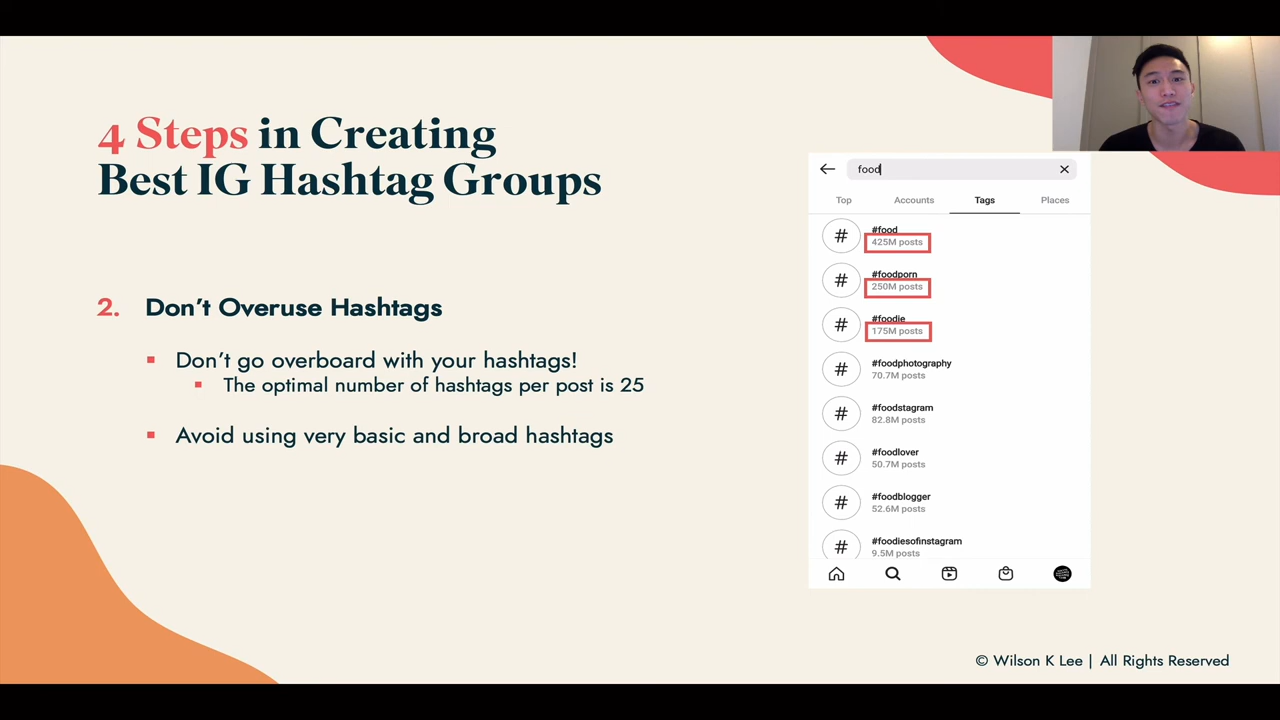 4 Steps in Creating
Best IG Hashtag Groups
2. Don't Overuse Hashtags
Don't go overboard with your hashtags!
The optimal number of hashtags per post is 25
Avoid using very basic and broad hashtags
food
Top Accounts Tags Places
#food
425M posts
#foodporn
250M posts
#foodie
175M posts
#foodphotography
70.7M posts
#foodstagram
82.8M posts
#foodlover
50.7M posts
#foodblogger
52.6M posts
#foodiesofinstagram
9.5M posts
© Wilson K Lee | All Rights Reserved